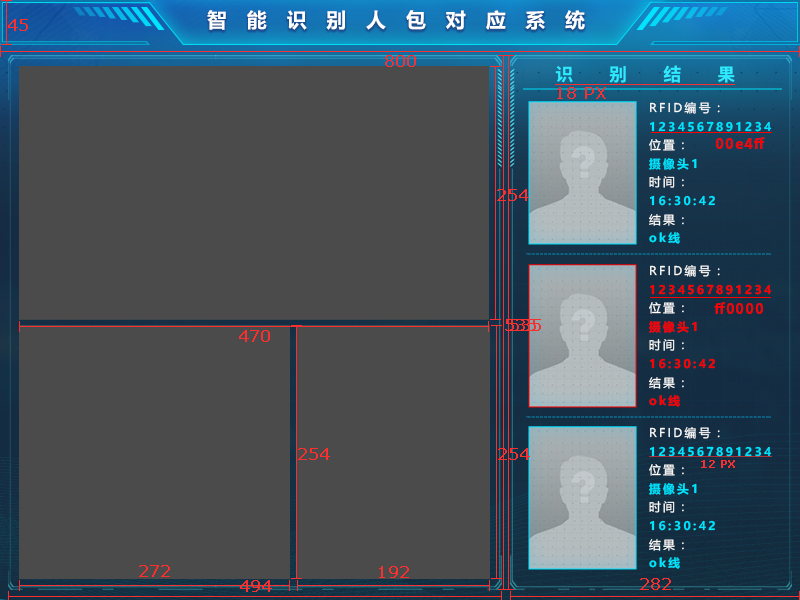 45
智能识别人包对应系统
800
识别结果
18 PX
RFID编号：
1234567891234
位置：
00e4ff
摄像头1
时间：
16:30:42
结果：
ok线
254
RFID编号：
1234567891234
位置：
ff0000
摄像头1
时间：
16:30:42
结果：
ok线
470
254
254
RFID编号：
1234567891234
12 PX
位置：
摄像头1
时间：
16:30:42
结果：
ok线
272
192
494
282